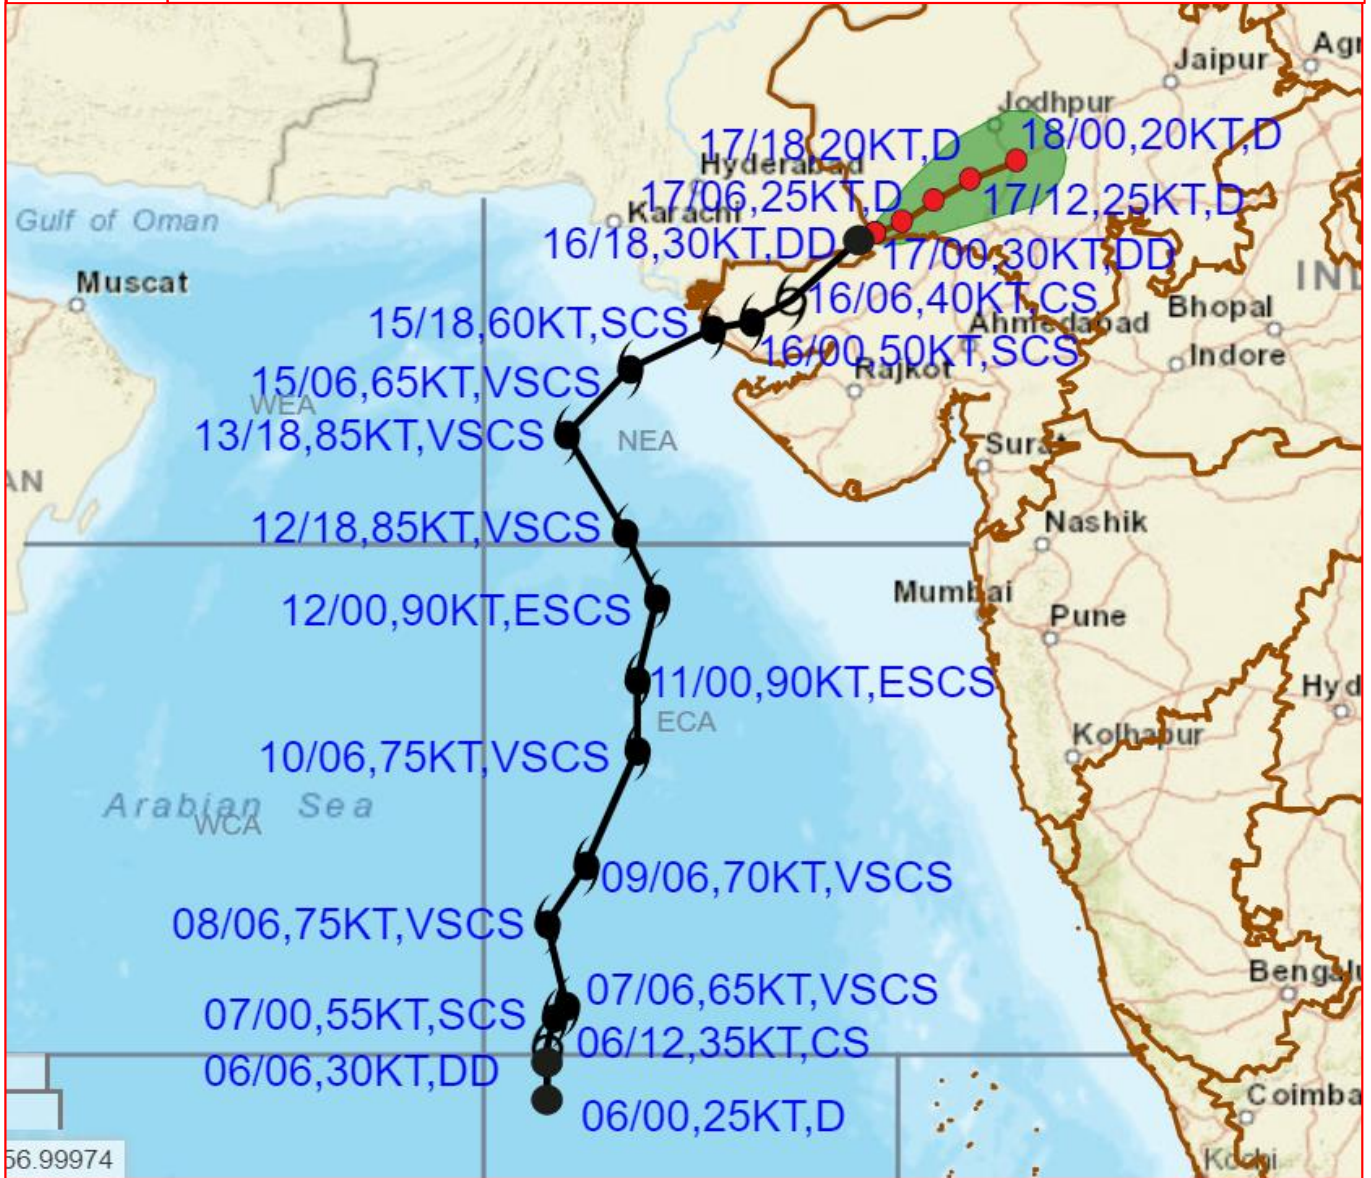 Agr
Jaipur
Jodhpur
18/00,20KT,D
17/18,20KT,D
Hyderabad
17/06,25KT,D
17/12,25KT,D
Karachi
Gulf of Oman
16/18,30KT,DD
17/00,30KT,DD
Muscat
IND
16/06,40KT,CS
Bhopal
15/18,60KT,SCS
Ahmedabad
16/00,50KT,SCS
Indore
Rajkot
15/06,65KT,VSCS
WEA
13/18,85KT,VSCS
NEA
Surat
AN
12/18,85KT,VSCS
Nashik
Mumbai
12/00,90KT,ESCS
Pune
11/00,90KT,ESCS
Hyd
ECA
Kolhapur
10/06,75KT,VSCS
Arabian Sea
WCA
09/06,70KT,VSCS
08/06,75KT,VSCS
Bengalu
07/06,65KT,VSCS
07/00,55KT,SCS
06/12,35KT,CS
06/06,30KT,DD
Coimba
06/00,25KT,D
56.99974
Kochi